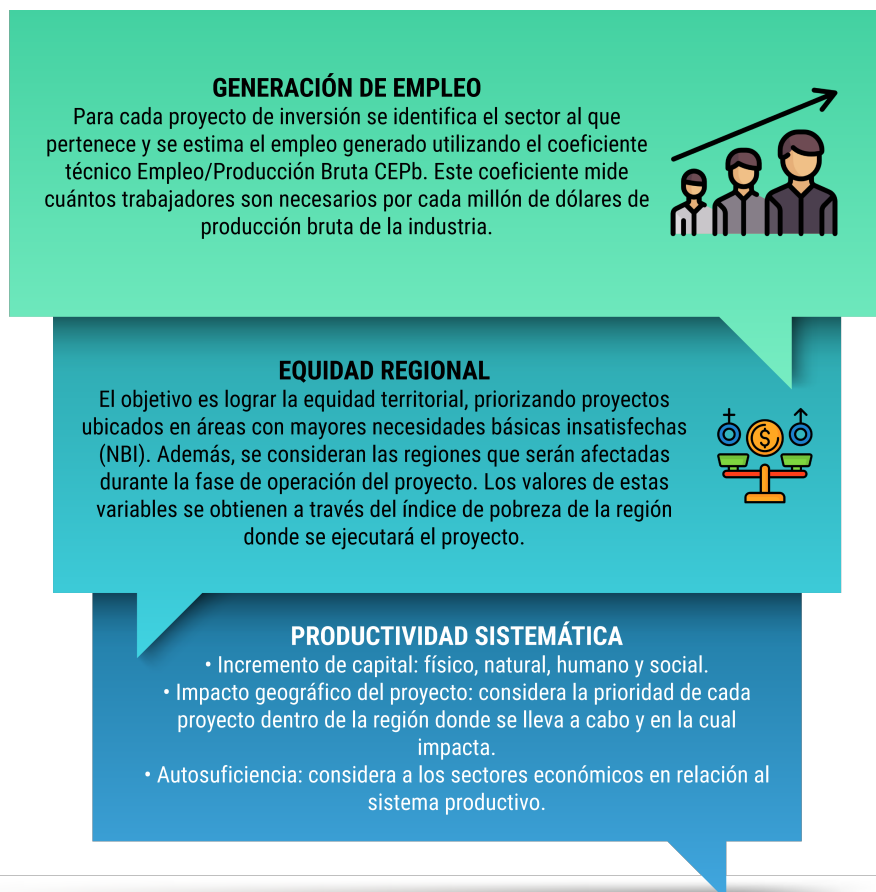 GENERACIÓN DE EMPLEO
Para cada proyecto de inversión se identifica el sector al que
pertenece y se estima el empleo generado utilizando el coeficiente
técnico Empleo/Producción Bruta CEPb. Este coeficiente mide
cuántos trabajadores son necesarios por cada millón de dólares de
producción bruta de la industria.
EQUIDAD REGIONAL
El objetivo es lograr la equidad territorial, priorizando proyectos
ubicados en áreas con mayores necesidades básicas insatisfechas
(NBI). Además, se consideran las regiones que serán afectadas
durante la fase de operación del proyecto. Los valores de estas
variables se obtienen a través del índice de pobreza de la región
donde se ejecutará el proyecto.
$
PRODUCTIVIDAD SISTEMÁTICA
• Incremento de capital: físico, natural, humano y social.
• Impacto geográfico del proyecto: considera la prioridad de cada
proyecto dentro de la región donde se lleva a cabo y en la cual
impacta.
• Autosuficiencia: considera a los sectores económicos en relación al
sistema productivo.